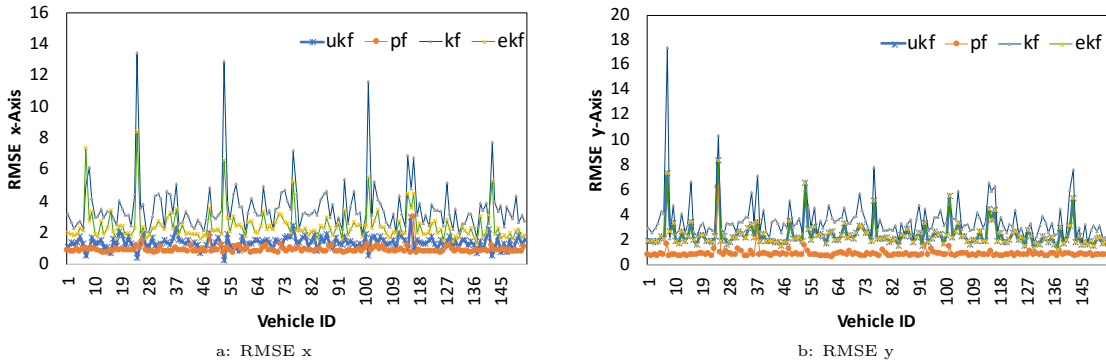 16
14
12
10
8
6
4
2
0
RMSE x-Axis
ukf pf kf ekf
1 10 19 28 37 46 55 64 73 82 91 100 109 118 127 136 145
Vehicle ID
a: RMSE x
20
18
16
14
12
10
8
6
4
2
0
RMSE y-Axis
ukf pf kf ekf
1 10 19 28 37 46 55 64 73 82 91 100 109 118 127 136 145
Vehicle ID
b: RMSE y